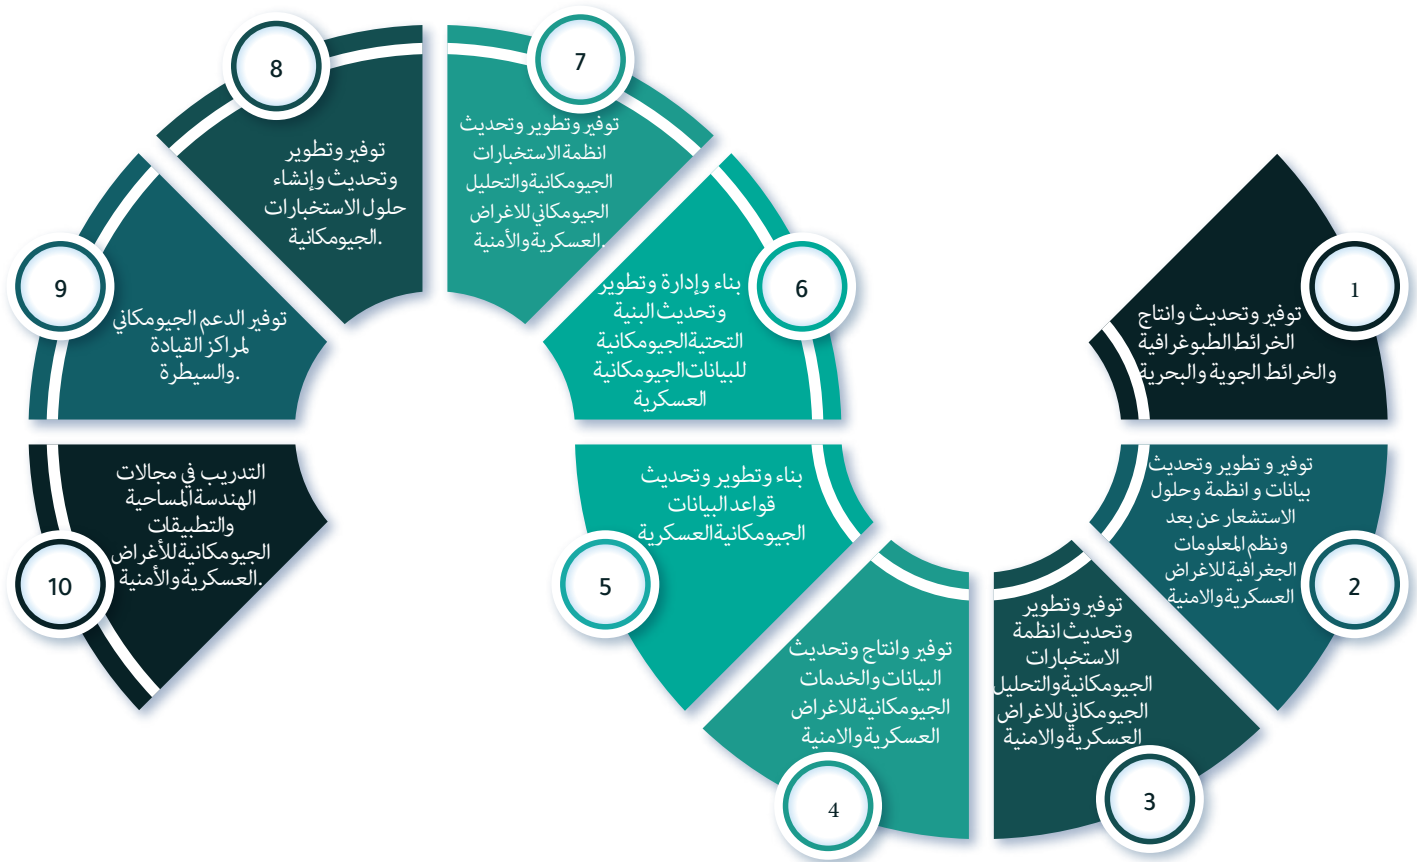 1
توفير وتحديث وانتاج
الخرائط الطبوغرافية
والخرائط الجوية والبحرية
2
توفير و تطوير وتحديث
بيانات و انظمة وحلول
الاستشعار عن بعد
ونظم المعلومات
الجغرافية للاغراض
العسكرية والامنية
3
توفير وتطوير
وتحديث انظمة
الاستخبارات
الجيومكانية والتحليل
الجيومكاني للاغراض
العسكرية والامنية
4
توفير وانتاج وتحديث
البيانات والخدمات
الجيومكانية للاغراض
العسكرية والامنية
5
بناء وتطوير وتحديث
قواعد البيانات
الجيومكانية العسكرية
6
بناء وإدارة وتطوير
وتحديث البنية
التحتية الجيومكانية
للبيانات الجيومكانية
العسكرية
7
توفير وتطوير وتحديث
انظمة الاستخبارات
الجيومكانية والتحليل
الجيومكاني للاغراض
العسكرية والأمنية.
8
توفير وتطوير
وتحديث وإنشاء
حلول الاستخبارات
الجيومكانية.
9
توفير الدعم الجيومكاني
لمراكز القيادة
والسيطرة.
10
التدريب في مجالات
الهندسة المساحية
والتطبيقات
الجيومكانية للأغراض
العسكرية والأمنية.